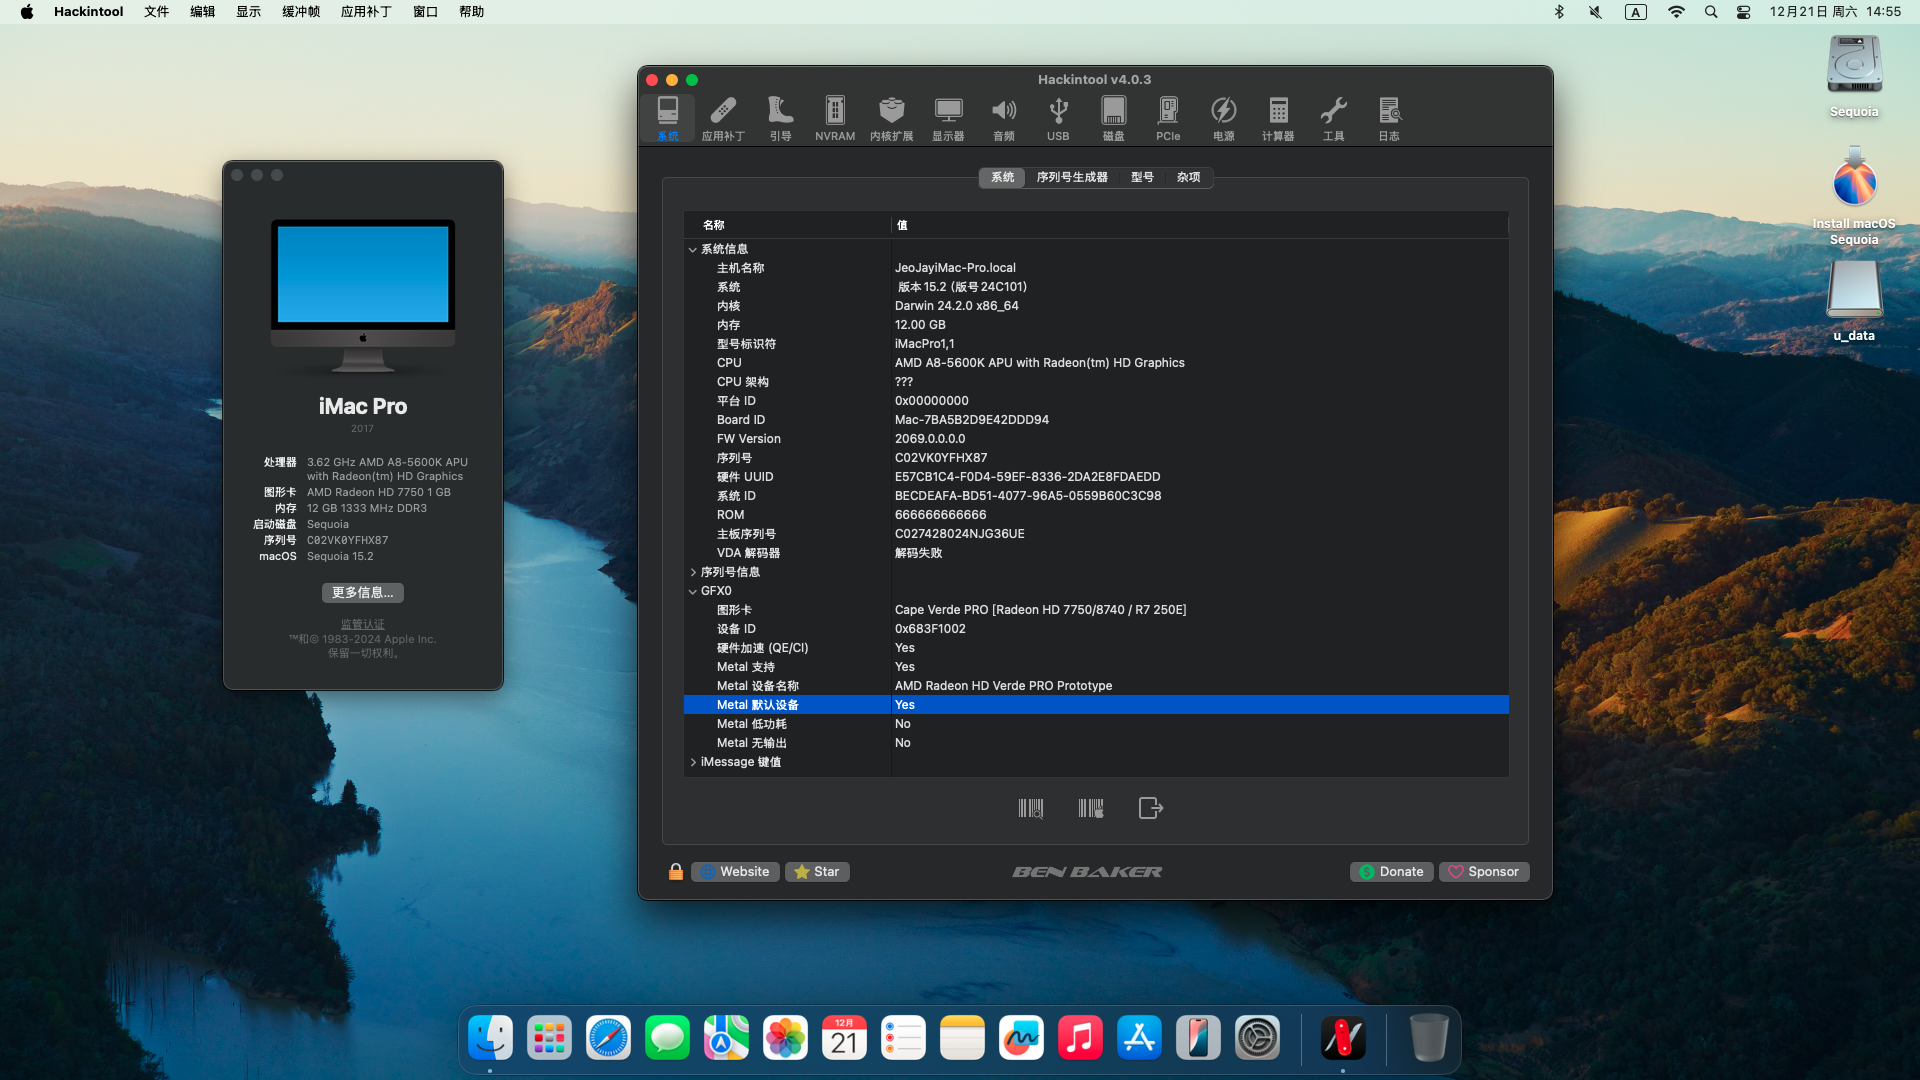 Hackintool 文件 编辑 显示 缓冲帧 应用补丁 窗口 帮助
A 12月21日 周六 14:55
Sequoia
Install macOS
Sequoia
u_data
iMac Pro
2017
处理器 3.62 GHz AMD A8-5600K APU
with Radeon(tm) HD Graphics
图形卡 AMD Radeon HD 7750 1 GB
内存 12 GB 1333 MHz DDR3
启动磁盘 Sequoia
序列号 C02VK0YFHX87
macOS Sequoia 15.2
更多信息...
监管认证
™和© 1983-2024 Apple Inc.
保留一切权利。
Hackintool v4.0.3
系统 应用补丁 引导 NVRAM 内核扩展 显示器 音频 USB 磁盘 PCIe 电源 计算器 工具 日志
系统 序列号生成器 型号 杂项
名称 值
系统信息
主机名称 JeoJayiMac-Pro.local
系统 版本 15.2 (版号 24C101)
内核 Darwin 24.2.0 x86_64
内存 12.00 GB
型号标识符 iMacPro1,1
CPU AMD A8-5600K APU with Radeon(tm) HD Graphics
CPU 架构 ???
平台 ID 0x00000000
Board ID Mac-7BA5B2D9E42DDD94
FW Version 2069.0.0.0.0
序列号 C02VK0YFHX87
硬件 UUID E57CB1C4-F0D4-59EF-8336-2DA2E8FDAEDD
系统 ID BECDEAFA-BD51-4077-96A5-0559B60C3C98
ROM 666666666666
主板序列号 C027428024NJG36UE
VDA 解码器 解码失败
序列号信息
GFX0
图形卡 Cape Verde PRO [Radeon HD 7750/8740 / R7 250E]
设备 ID 0x683F1002
硬件加速 (QE/CI) Yes
Metal 支持 Yes
Metal 设备名称 AMD Radeon HD Verde PRO Prototype
Metal 默认设备 Yes
Metal 低功耗 No
Metal 无输出 No
iMessage 键值
Website Star BEN BAKER Donate Sponsor
12月
21